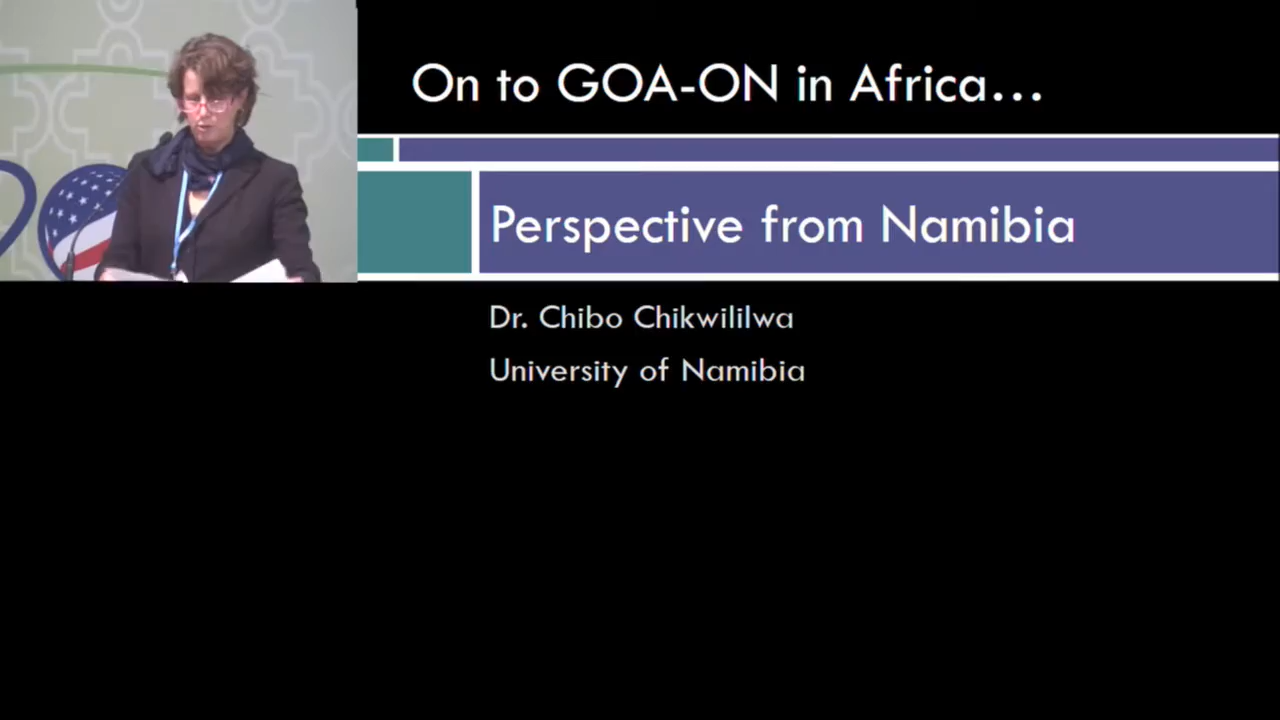 On to GOA-ON in Africa...
Perspective from Namibia
Dr. Chibo Chikwililwa
University of Namibia